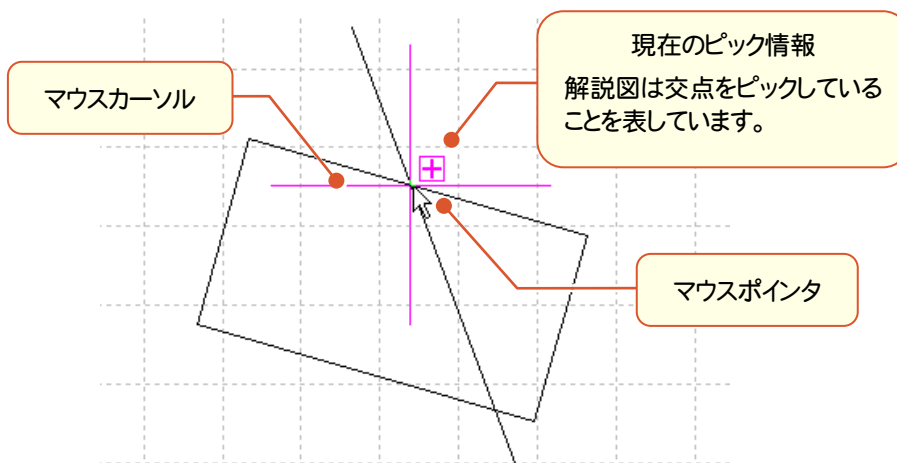 現在のピック情報
解説図は交点をピックしている
ことを表しています。
マウスカーソル
マウスポインタ